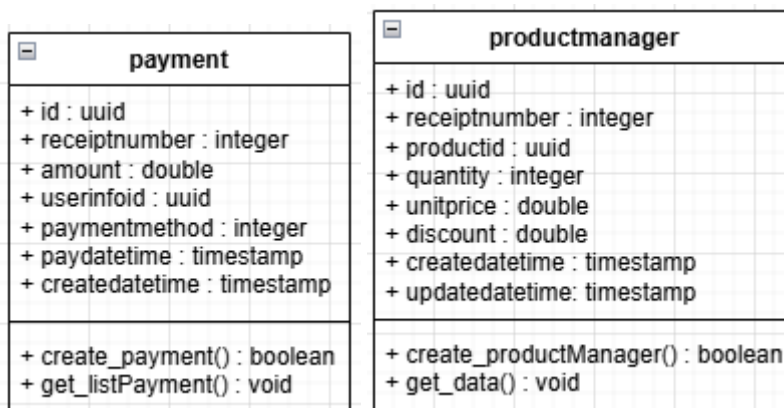 payment
+ id : uuid
+ receiptnumber : integer
+ amount : double
+ userinfoid : uuid
+ paymentmethod : integer
+ paydatetime : timestamp
+ createdatetime : timestamp
+ create_payment() : boolean
+ get_listPayment() : void
productmanager
+ id : uuid
+ receiptnumber : integer
+ productid : uuid
+ quantity : integer
+ unitprice : double
+ discount : double
+ createdatetime : timestamp
+ updatedatetime: timestamp
+ create_productManager() : boolean
+ get_data() : void